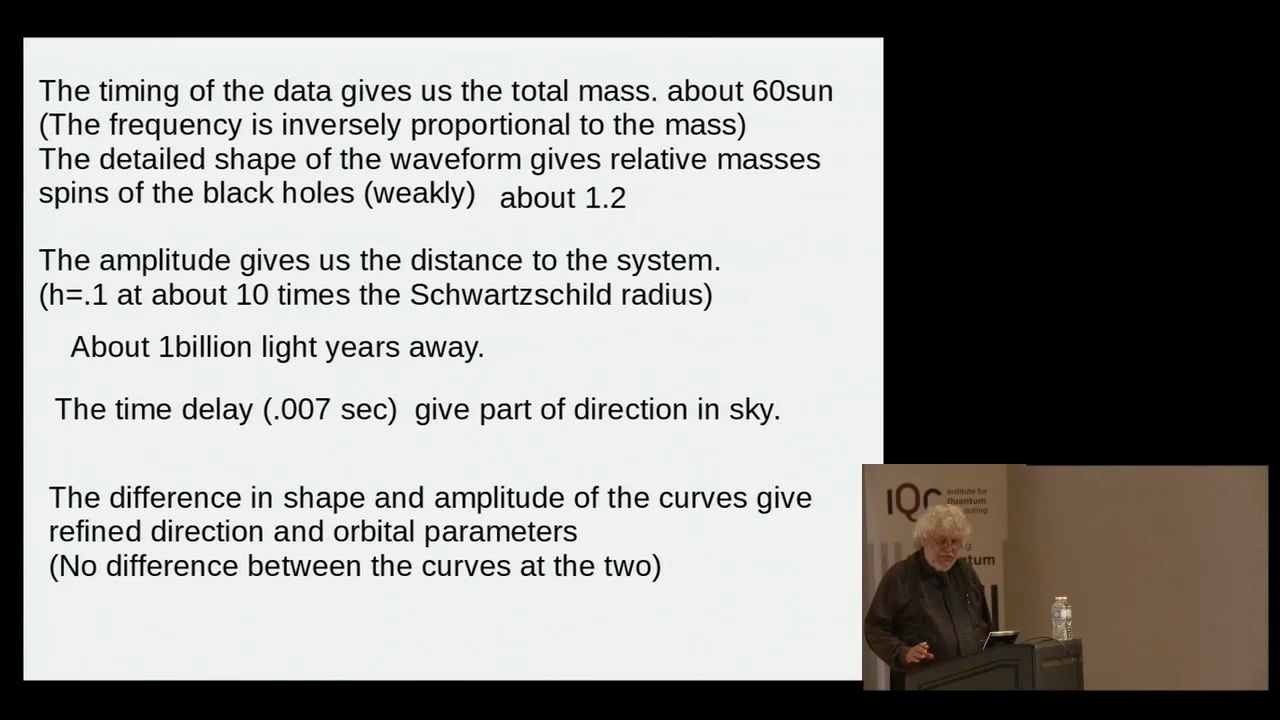 The timing of the data gives us the total mass. about 60sun
(The frequency is inversely proportional to the mass)
The detailed shape of the waveform gives relative masses
spins of the black holes (weakly) about 1.2
The amplitude gives us the distance to the system.
(h=.1 at about 10 times the Schwartzschild radius)
About 1billion light years away.
The time delay (.007 sec) give part of direction in sky.
The difference in shape and amplitude of the curves give
refined direction and orbital parameters
(No difference between the curves at the two)
IQC
Institute for
Quantum